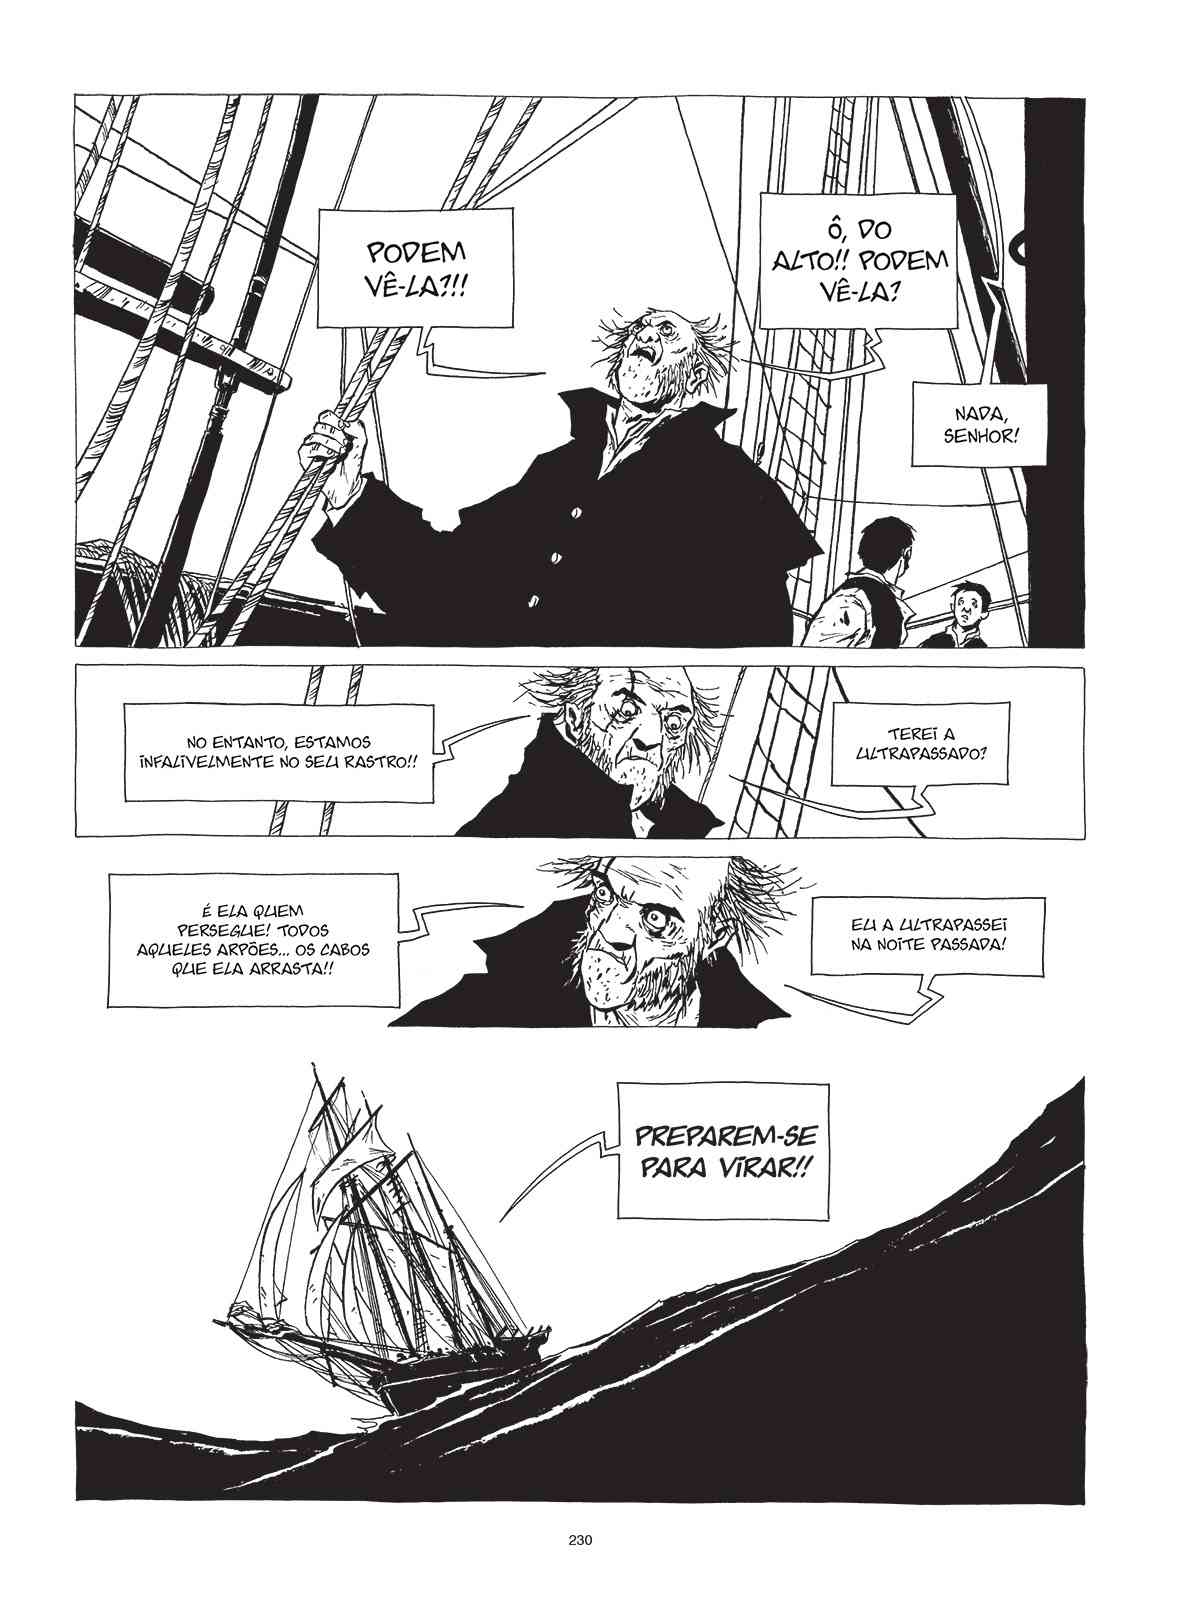 PODEM
VÊ-LA?!!
Ô, DO
ALTO!! PODEM
VÊ-LA?
NADA,
SENHOR!
NO ENTANTO, ESTAMOS
INFALIVELMENTE NO SEU RASTRO!!
TEREI A
ULTRAPASSADO?
É ELA QUEM
PERSEGUE! TODOS
AQUELES ARPÕES... OS CABOS
QUE ELA ARRASTA!!
EU A ULTRAPASSEI
NA NOITE PASSADA!
PREPAREM-SE
PARA VIRAR!!
230